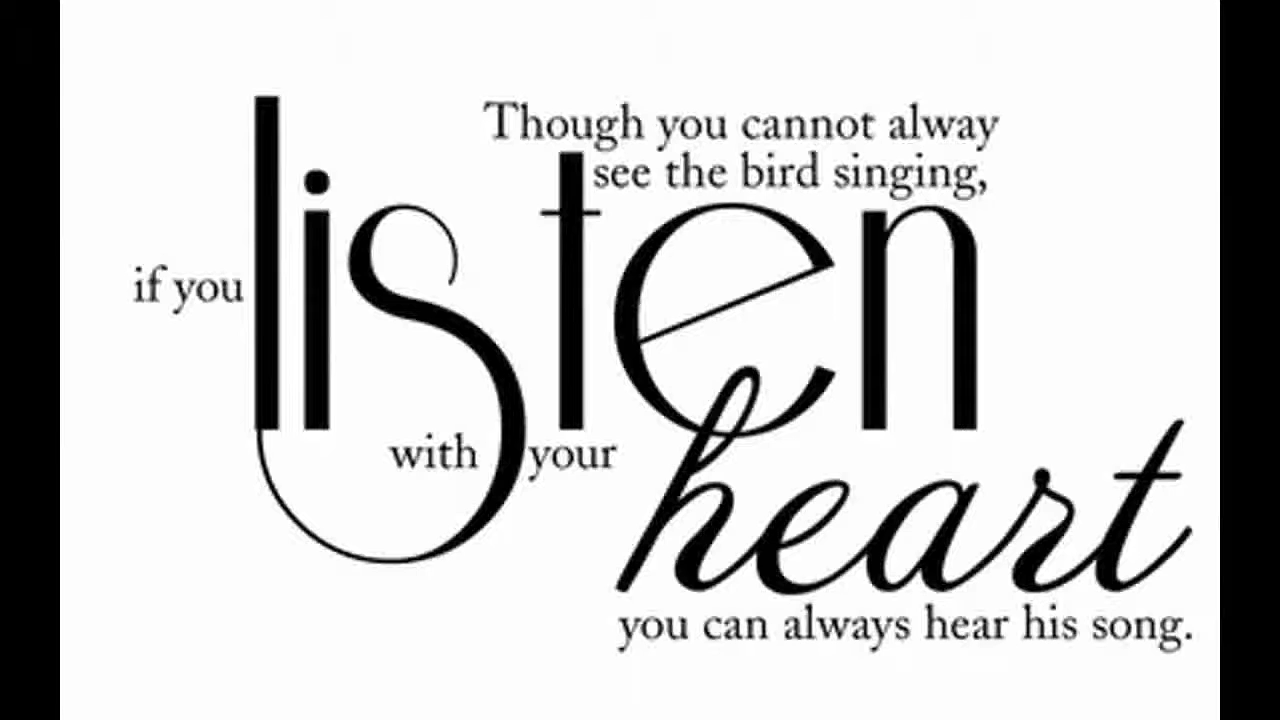 Though you cannot alway
see the bird singing,
if you listen
with your heart
you can always hear his song.